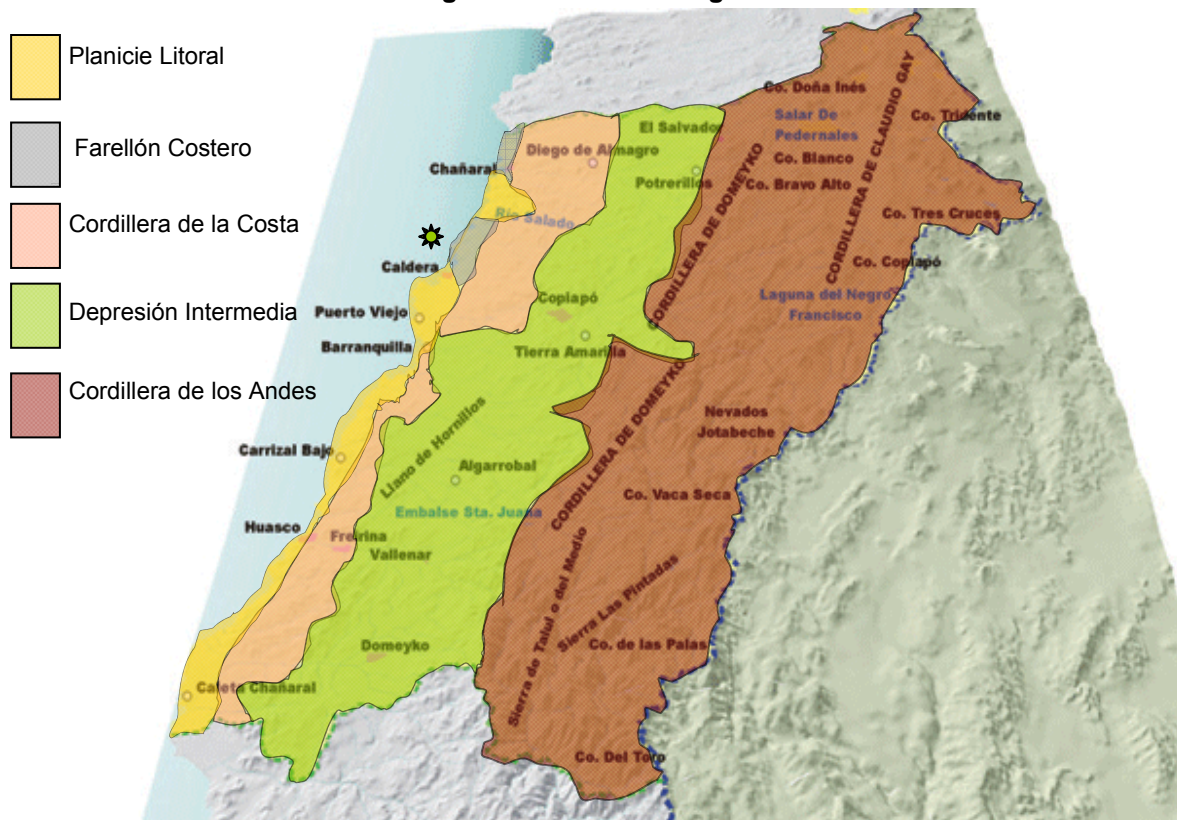 Planicie Litoral
Farellón Costero
Cordillera de la Costa
Depresión Intermedia
Cordillera de los Andes
Co. Doña Inés
Salar De
Pedernales
CORDILLERA DE CLAUDIO GAY
Co. Tridente
El Salvador
Diego de Almagro
Chañaral
Potrerillos
Co. Blanco
Co. Bravo Alto
CORDILLERA DE DOMEYKO
Río Salado
Co. Tres Cruces
Caldera
Co. Copiapó
Copiapó
Laguna del Negro
Francisco
Puerto Viejo
Barranquilla
Tierra Amarilla
CORDILLERA DE DOMEYKO
Nevados
Jotabeche
Llano de Hornillos
Carrizal Bajo
Algarrobal
Co. Vaca Seca
Embalse Sta. Juana
Huasco
Freirina
Vallenar
Sierra de Talul o del Medio
Sierra Las Pintadas
Domeyko
Co. de las Palas
Caleta Chañaral
Co. Del Toro